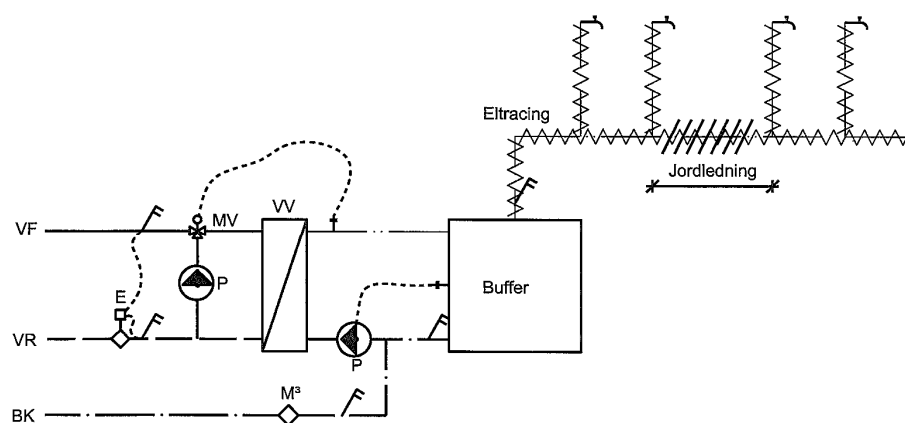 Eltracing
Jordledning
VF
MV
VV
P
Buffer
E
VR
P
M³
BK